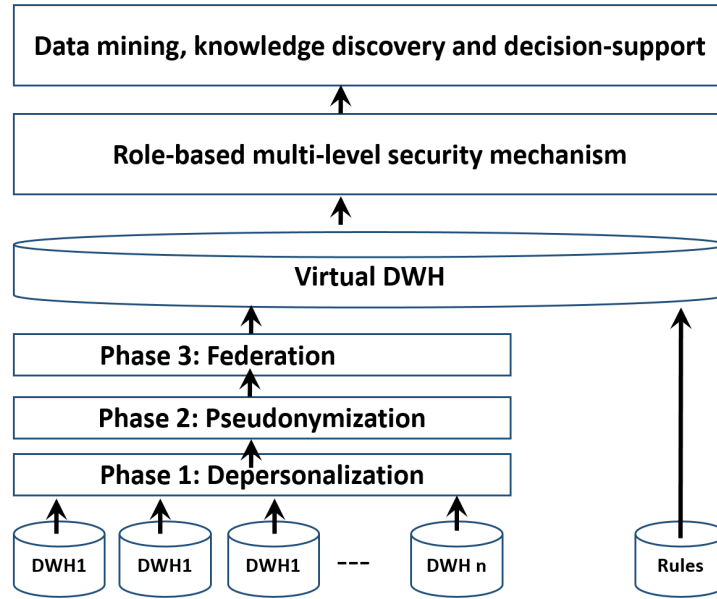 Data mining, knowledge discovery and decision-support
Role-based multi-level security mechanism
Virtual DWH
Phase 3: Federation
Phase 2: Pseudonymization
Phase 1: Depersonalization
DWH1 DWH1 DWH1 --- DWH n Rules